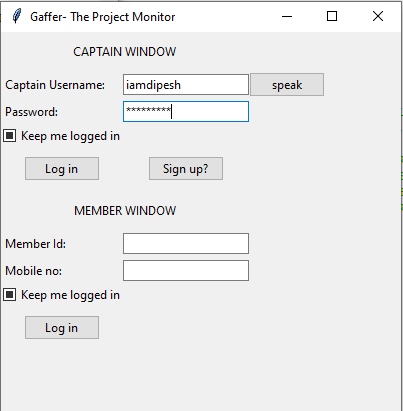 Gaffer- The Project Monitor
CAPTAIN WINDOW
Captain Username: iamdipesh speak
Password: *********
Keep me logged in
Log in Sign up?
MEMBER WINDOW
Member Id:
Mobile no:
Keep me logged in
Log in